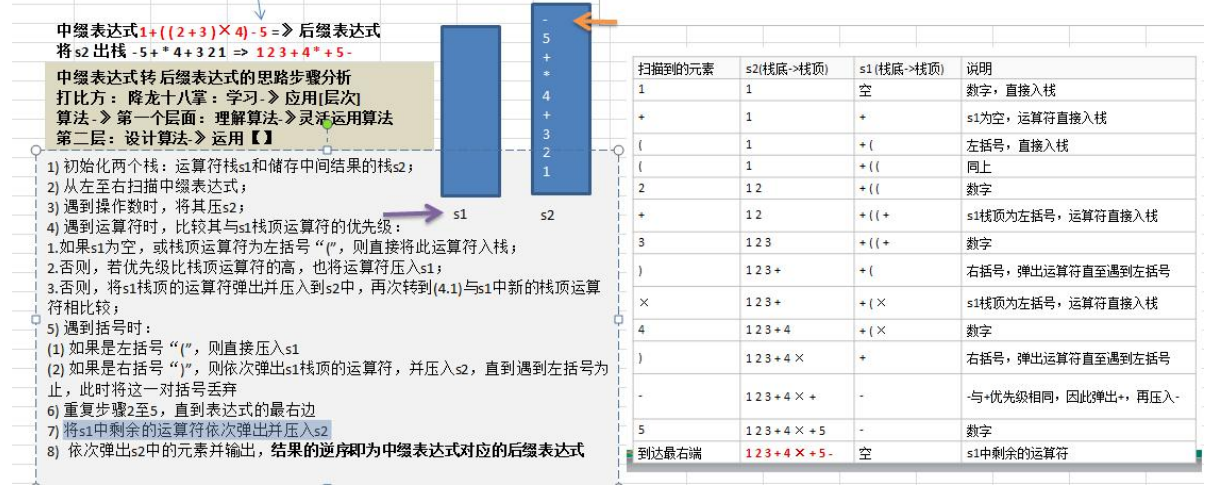 中缀表达式1+((2+3)×4)-5 =》后缀表达式
将 s2 出栈 -5+*4+321 => 123+4*+5-
中缀表达式转 后缀表达式的思路步骤分析
打比方：降龙十八掌：学习-》应用[层次]
算法-》第一个层面：理解算法-》灵活运用算法
第二层：设计算法-》运用【】
1) 初始化两个栈：运算符栈s1和储存中间结果的栈s2；
2) 从左至右扫描中缀表达式；
3) 遇到操作数时，将其压s2；
4) 遇到运算符时，比较其与s1栈顶运算符的优先级：
1.如果s1为空，或栈顶运算符为左括号“(”，则直接将此运算符入栈；
2.否则，若优先级比栈顶运算符的高，也将运算符压入s1；
3.否则，将s1栈顶的运算符弹出并压入到s2中，再次转到(4.1)与s1中新的栈顶运算
符相比较；
5) 遇到括号时：
(1) 如果是左括号“(”，则直接压入s1
(2) 如果是右括号“)”，则依次弹出s1栈顶的运算符，并压入s2，直到遇到左括号为
止，此时将这一对括号丢弃
6) 重复步骤2至5，直到表达式的最右边
7) 将s1中剩余的运算符依次弹出并压入s2
8) 依次弹出s2中的元素并输出，结果的逆序即为中缀表达式对应的后缀表达式
s1
-
5
+
*
4
+
3
2
1
s2
扫描到的元素 s2(栈底->栈顶) s1 (栈底->栈顶) 说明
1 1 空 数字，直接入栈
+ 1 + s1为空，运算符直接入栈
( 1 + ( 左括号，直接入栈
( 1 + ( ( 同上
2 1 2 + ( ( 数字
+ 1 2 + ( ( + s1栈顶为左括号，运算符直接入栈
3 1 2 3 + ( ( + 数字
) 1 2 3 + + ( 右括号，弹出运算符直至遇到左括号
× 1 2 3 + + ( × s1栈顶为左括号，运算符直接入栈
4 1 2 3 + 4 + ( × 数字
) 1 2 3 + 4 × + 右括号，弹出运算符直至遇到左括号
- 1 2 3 + 4 × + - -与+优先级相同，因此弹出+，再压入-
5 1 2 3 + 4 × + 5 - 数字
到达最右端 1 2 3 + 4 × + 5 - 空 s1中剩余的运算符